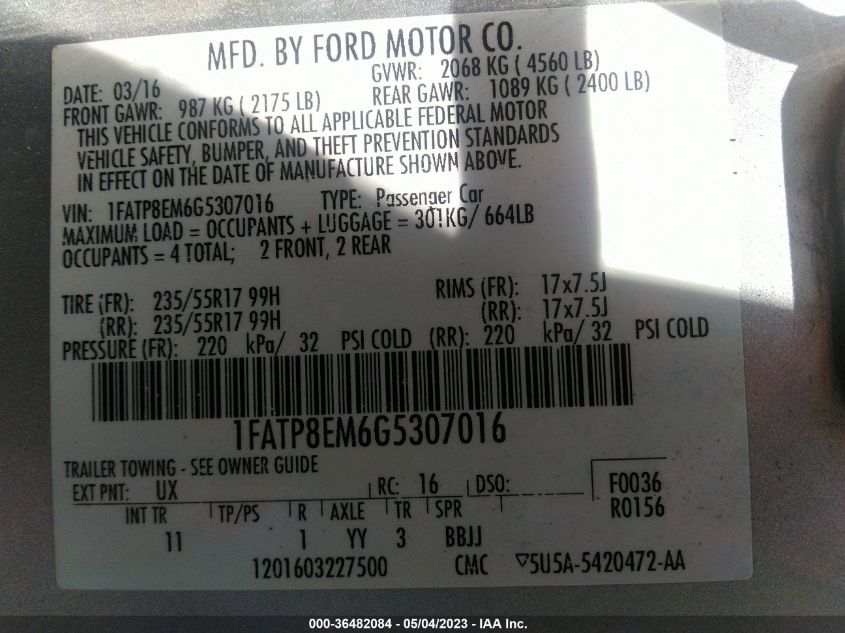 MFD. BY FORD MOTOR CO.
DATE: 03/16 GVWR: 2068 KG ( 4560 LB)
FRONT GAWR: 987 KG ( 2175 LB) REAR GAWR: 1089 KG ( 2400 LB)
THIS VEHICLE CONFORMS TO ALL APPLICABLE FEDERAL MOTOR
VEHICLE SAFETY, BUMPER, AND THEFT PREVENTION STANDARDS
IN EFFECT ON THE DATE OF MANUFACTURE SHOWN ABOVE.
VIN: 1FATP8EM6G5307016 TYPE: Passenger Car
MAXIMUM LOAD = OCCUPANTS + LUGGAGE = 301KG/ 664LB
OCCUPANTS = 4 TOTAL; 2 FRONT, 2 REAR
TIRE (FR): 235/55R17 99H RIMS (FR): 17x7.5J
(RR): 235/55R17 99H (RR): 17x7.5J
PRESSURE (FR): 220 kPa/ 32 PSI COLD (RR): 220 kPa/ 32 PSI COLD
1FATP8EM6G5307016
TRAILER TOWING - SEE OWNER GUIDE
EXT PNT: UX RC: 16 DSO: F0036
INT TR TP/PS R AXLE TR SPR R0156
11 1 YY 3 BBJJ
1201603227500 CMC ▽5U5A-5420472-AA
000-36482084 - 05/04/2023 - IAA Inc.